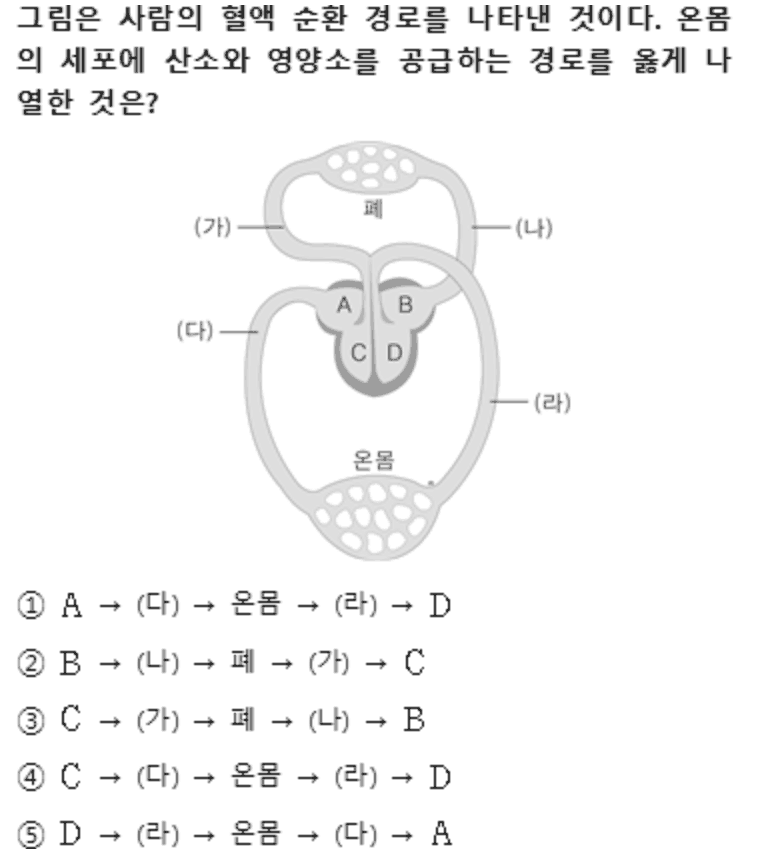 그림은 사람의 혈액 순환 경로를 나타낸 것이다. 온몸
의 세포에 산소와 영양소를 공급하는 경로를 옳게 나
열한 것은?
폐
(가)
(나)
A
B
(다)
C
D
(라)
온몸
① A → (다) → 온몸 → (라) → D
② B → (나) → 폐 → (가) → C
③ C → (가) → 폐 → (나) → B
④ C → (다) → 온몸 → (라) → D
⑤ D → (라) → 온몸 → (다) → A